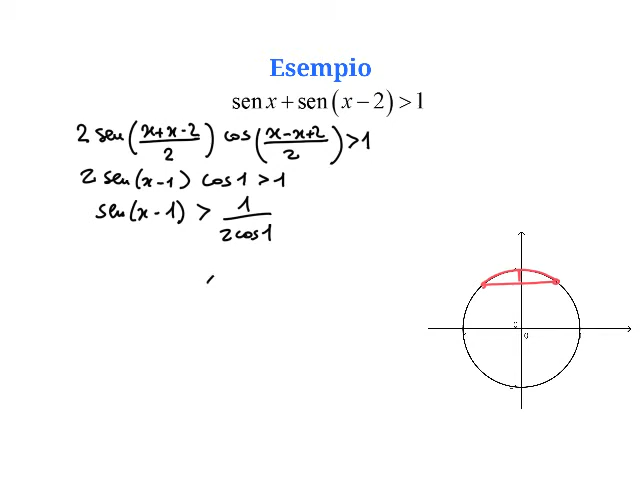 Esempio
sen x + sen(x − 2) > 1
2 sen((x+x-2)/2) cos((x-x+2)/2) > 1
2 sen(x-1) cos 1 > 1
sen(x-1) > 1/(2cos1)
0